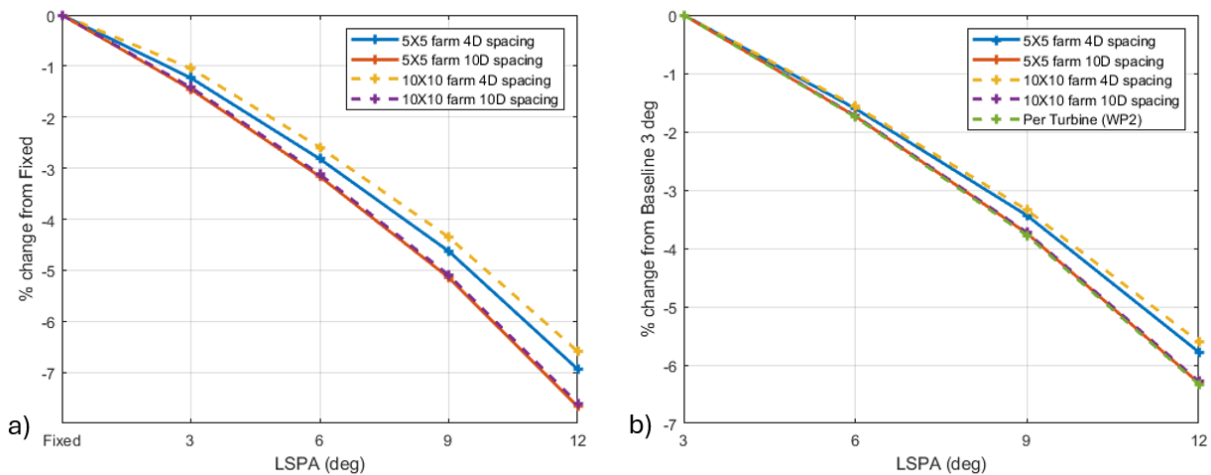 0
-1
-2
-3
-4
-5
-6
-7
% change from Fixed
5X5 farm 4D spacing
5X5 farm 10D spacing
10X10 farm 4D spacing
10X10 farm 10D spacing
a)
Fixed
3
6
9
12
LSPA (deg)
0
-1
-2
-3
-4
-5
-6
-7
% change from Baseline 3 deg
5X5 farm 4D spacing
5X5 farm 10D spacing
10X10 farm 4D spacing
10X10 farm 10D spacing
Per Turbine (WP2)
b)
3
6
9
12
LSPA (deg)